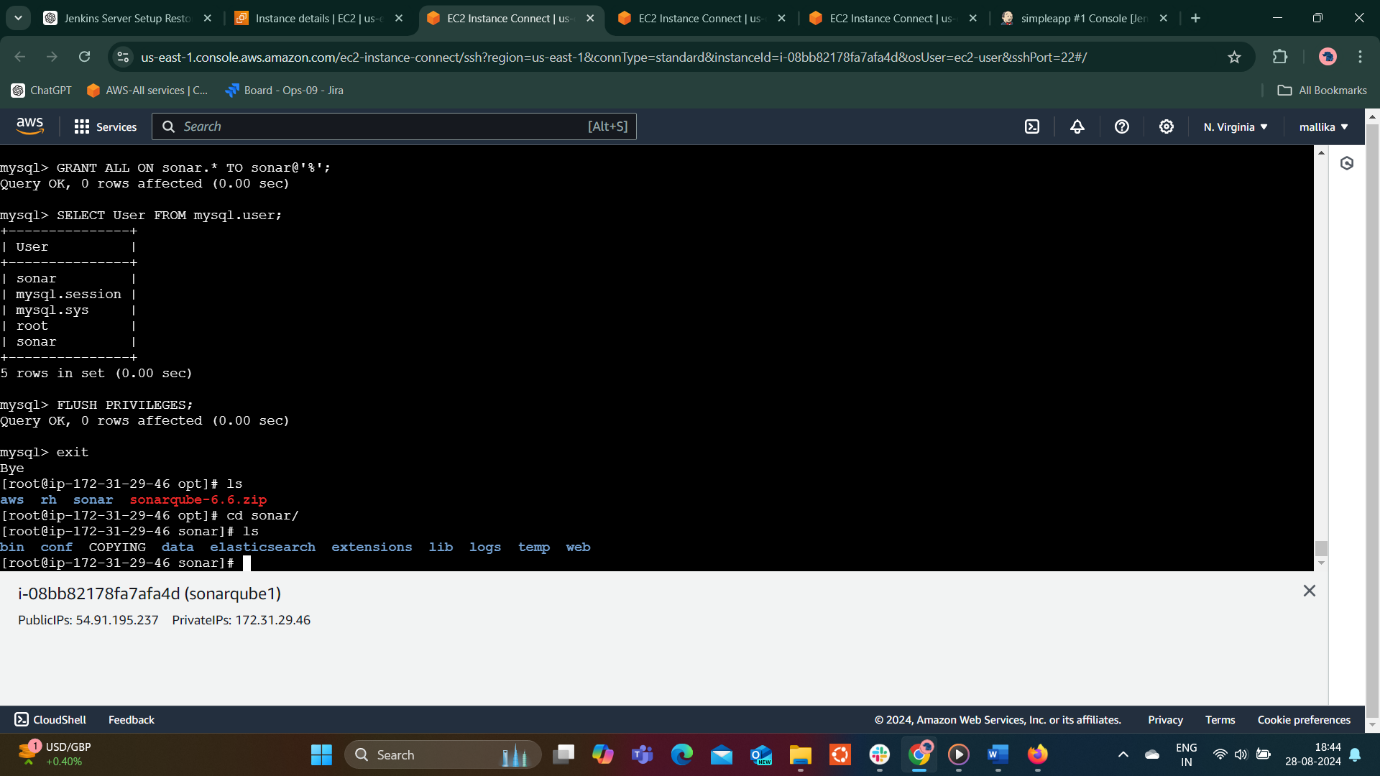 Jenkins Server Setup Resto
Instance details | EC2 | us-e
EC2 Instance Connect | us-
EC2 Instance Connect | us-
EC2 Instance Connect | us-
simpleapp #1 Console [Jen
us-east-1.console.aws.amazon.com/ec2-instance-connect/ssh?region=us-east-1&connType=standard&instanceId=i-08bb82178fa7afa4d&osUser=ec2-user&sshPort=22#/
ChatGPT
AWS-All services | C...
Board - Ops-09 - Jira
All Bookmarks
aws
Services
Search
[Alt+S]
N. Virginia
mallika
mysql> GRANT ALL ON sonar.* TO sonar@'%';
Query OK, 0 rows affected (0.00 sec)
mysql> SELECT User FROM mysql.user;
+---------------+
| User          |
+---------------+
| sonar         |
| mysql.session |
| mysql.sys     |
| root          |
| sonar         |
+---------------+
5 rows in set (0.00 sec)
mysql> FLUSH PRIVILEGES;
Query OK, 0 rows affected (0.00 sec)
mysql> exit
Bye
[root@ip-172-31-29-46 opt]# ls
aws  rh  sonar  sonarqube-6.6.zip
[root@ip-172-31-29-46 opt]# cd sonar/
[root@ip-172-31-29-46 sonar]# ls
bin  conf  COPYING  data  elasticsearch  extensions  lib  logs  temp  web
[root@ip-172-31-29-46 sonar]#
i-08bb82178fa7afa4d (sonarqube1)
PublicIPs: 54.91.195.237 PrivateIPs: 172.31.29.46
CloudShell
Feedback
© 2024, Amazon Web Services, Inc. or its affiliates.
Privacy
Terms
Cookie preferences
1
USD/GBP
+0.40%
Search
NEW
ENG
IN
18:44
28-08-2024